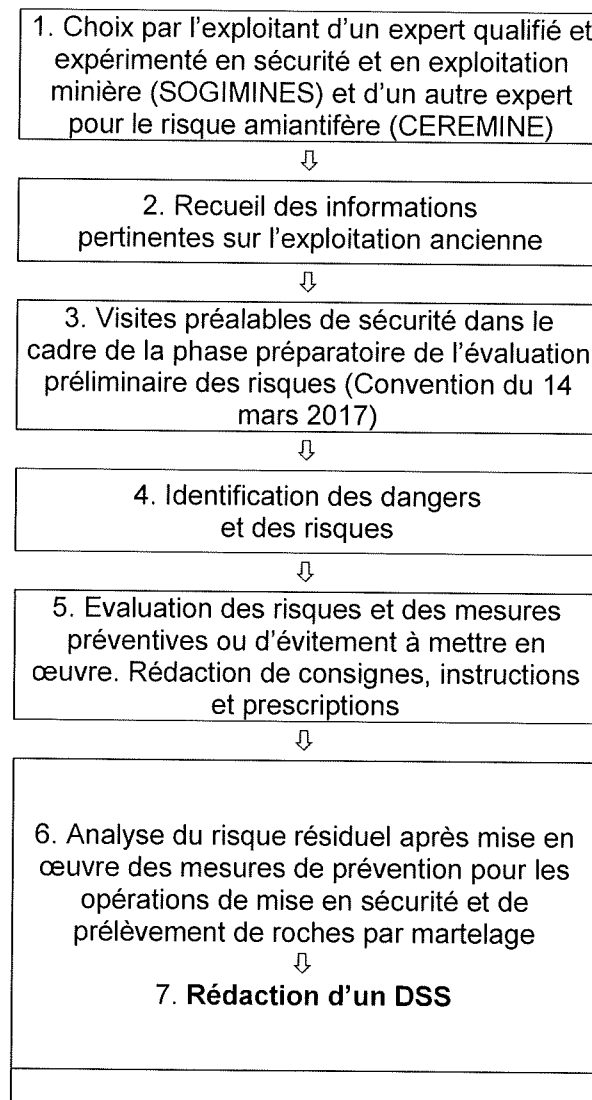 1. Choix par l'exploitant d'un expert qualifié et
expérimenté en sécurité et en exploitation
minière (SOGIMINES) et d'un autre expert
pour le risque amiantifère (CEREMINE)
⇩
2. Recueil des informations
pertinentes sur l'exploitation ancienne
⇩
3. Visites préalables de sécurité dans le
cadre de la phase préparatoire de l'évaluation
préliminaire des risques (Convention du 14
mars 2017)
⇩
4. Identification des dangers
et des risques
⇩
5. Evaluation des risques et des mesures
préventives ou d'évitement à mettre en
œuvre. Rédaction de consignes, instructions
et prescriptions
⇩
6. Analyse du risque résiduel après mise en
œuvre des mesures de prévention pour les
opérations de mise en sécurité et de
prélèvement de roches par martelage
⇩
7. Rédaction d'un DSS